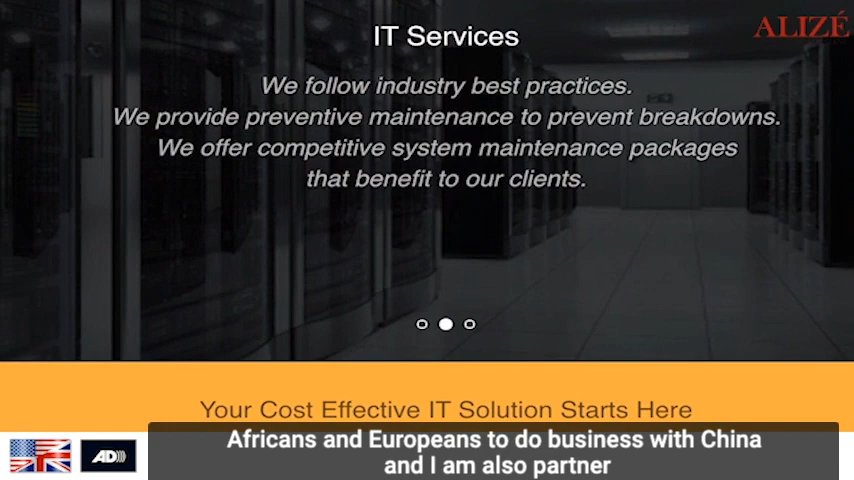 IT Services
ALIZÉ
We follow industry best practices.
We provide preventive maintenance to prevent breakdowns.
We offer competitive system maintenance packages
that benefit to our clients.
Your Cost Effective IT Solution Starts Here
AD
Africans and Europeans to do business with China
and I am also partner